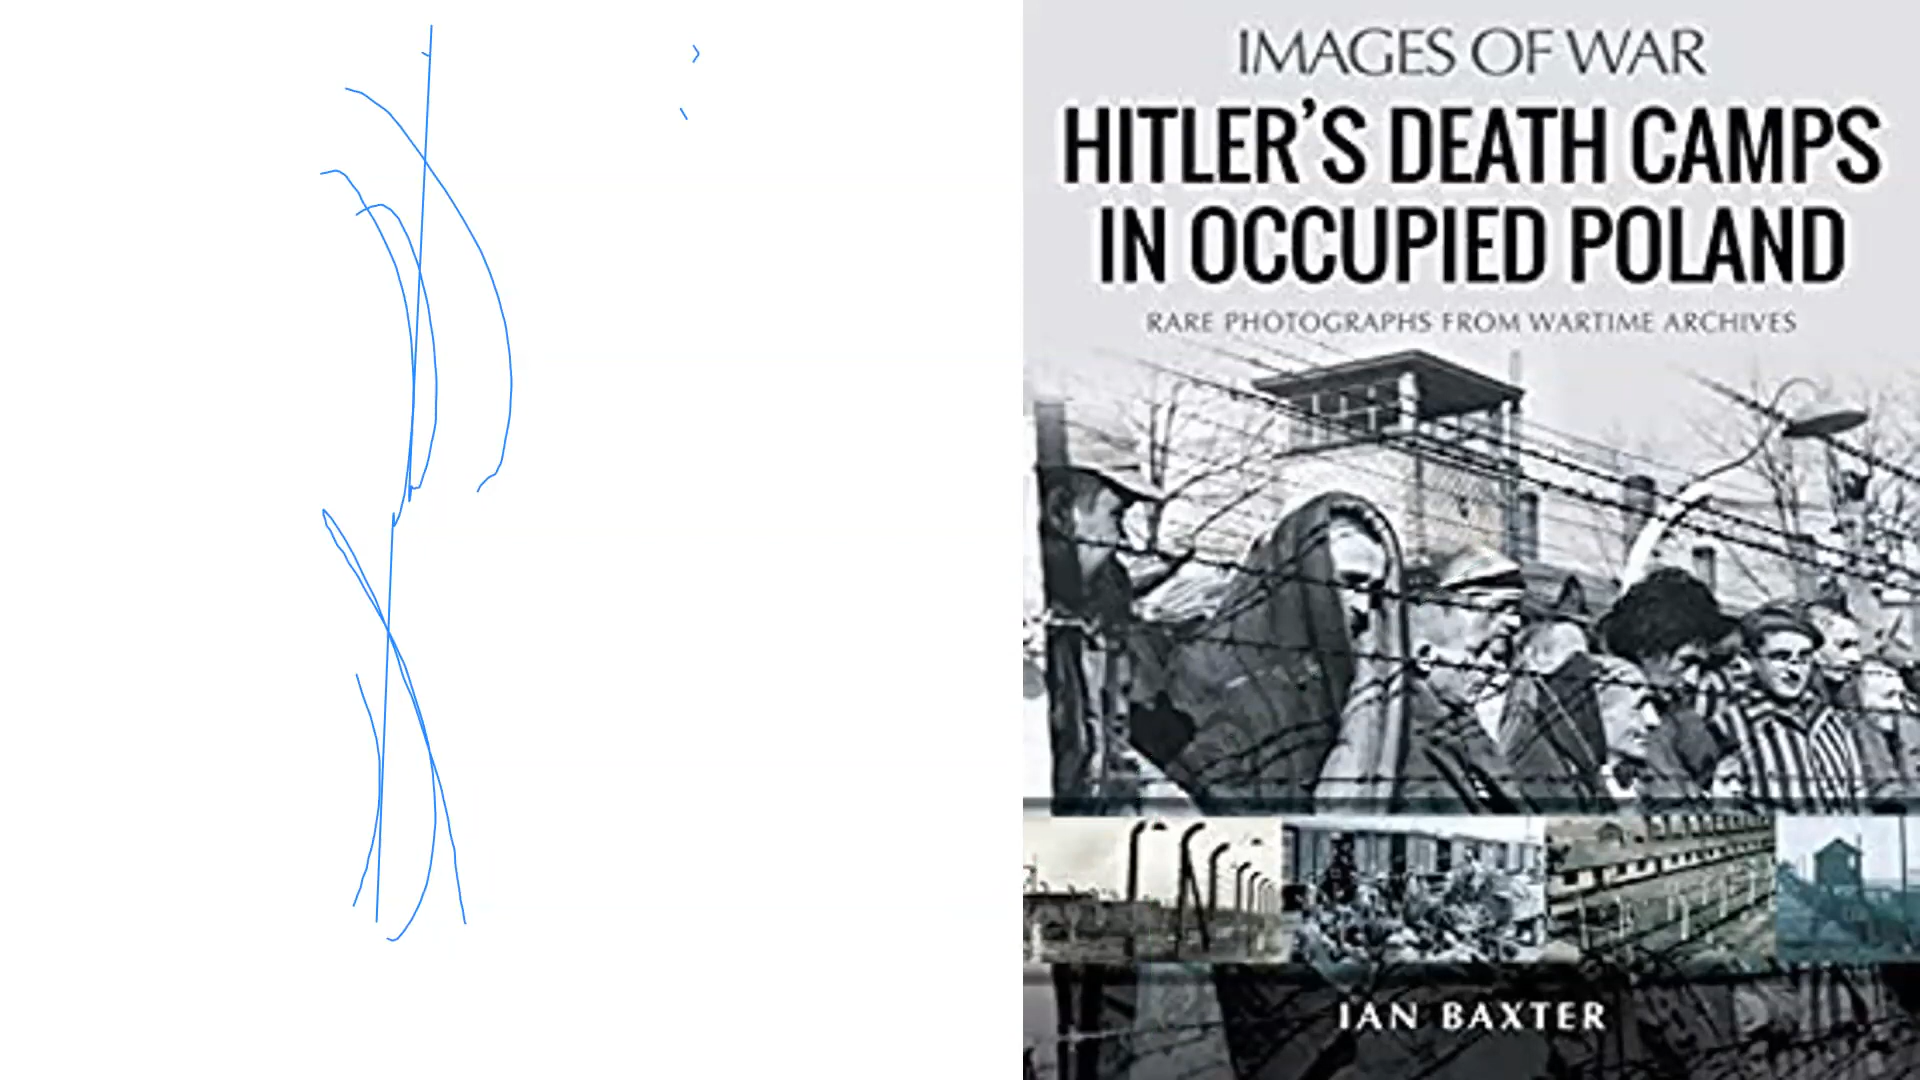 IMAGES OF WAR
HITLER'S DEATH CAMPS
IN OCCUPIED POLAND
RARE PHOTOGRAPHS FROM WARTIME ARCHIVES
IAN BAXTER